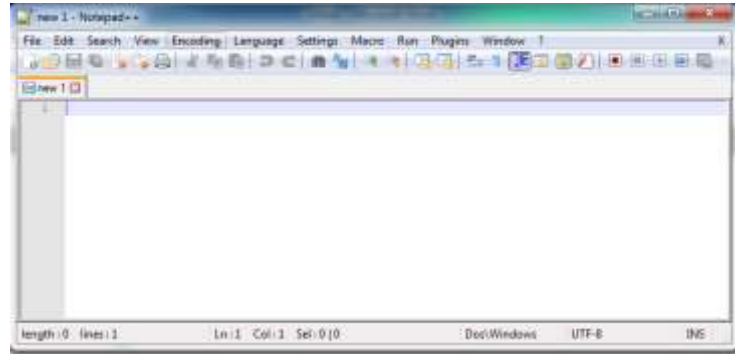 new 1 - Notepad++
File Edit Search View Encoding Language Settings Macro Run Plugins Window ? X
new 1
1
length : 0 lines : 1 Ln : 1 Col : 1 Sel : 0 | 0 Dos\Windows UTF-8 INS